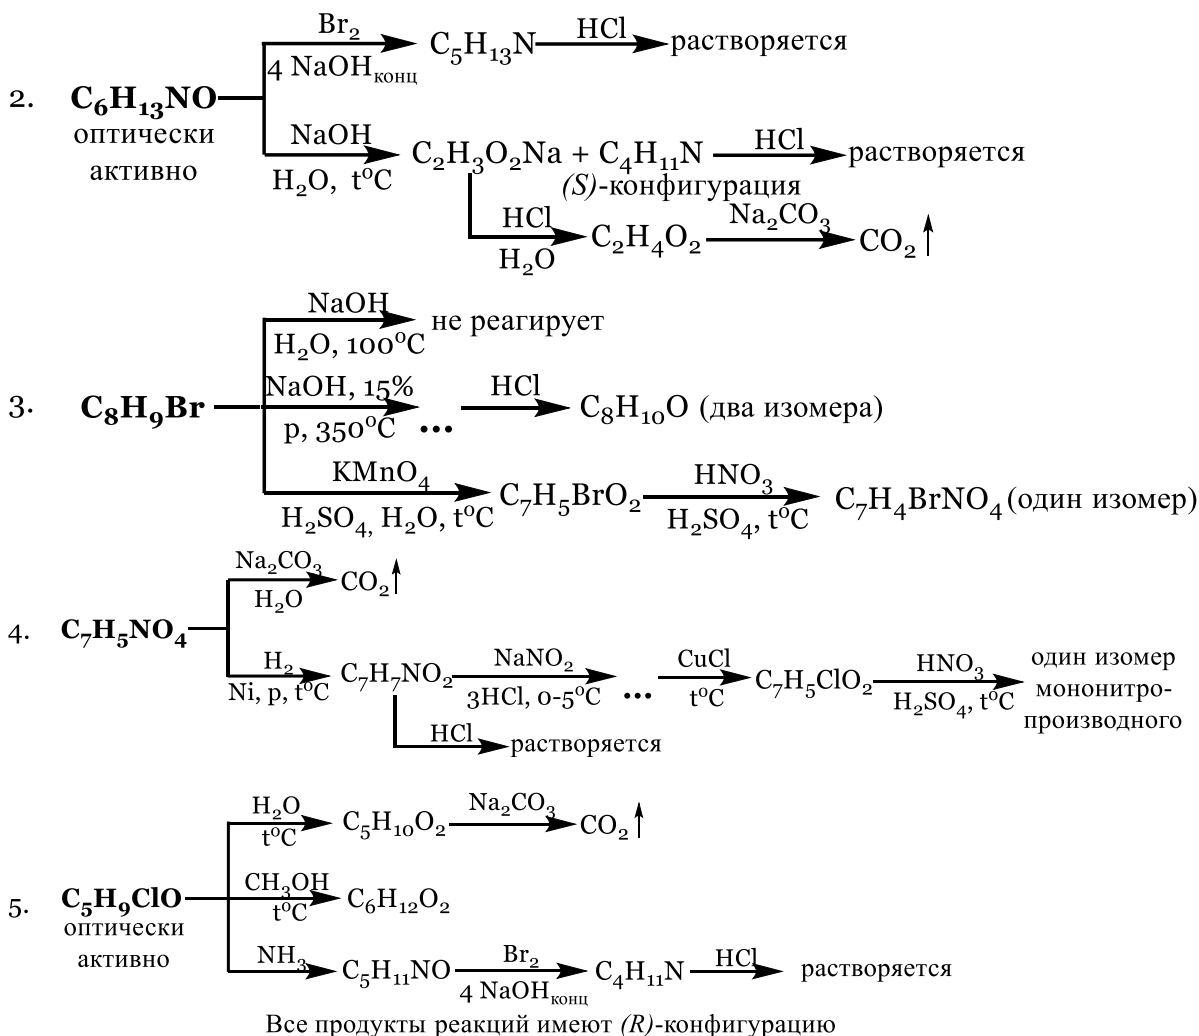 Br₂
C₅H₁₃N
HCl
растворяется
4 NaOHконц
2.
C₆H₁₃NO
оптически
активно
NaOH
H₂O, t°C
C₂H₃O₂Na + C₄H₁₁N
HCl
растворяется
(S)-конфигурация
HCl
H₂O
C₂H₄O₂
Na₂CO₃
CO₂
NaOH
не реагирует
H₂O, 100°C
3.
C₈H₉Br
NaOH, 15%
p, 350°C
...
HCl
C₈H₁₀O (два изомера)
KMnO₄
H₂SO₄, H₂O, t°C
C₇H₅BrO₂
HNO₃
H₂SO₄, t°C
C₇H₄BrNO₄ (один изомер)
Na₂CO₃
H₂O
CO₂
4.
C₇H₅NO₄
H₂
Ni, p, t°C
C₇H₇NO₂
NaNO₂
3HCl, 0-5°C
...
CuCl
t°C
C₇H₅ClO₂
HNO₃
H₂SO₄, t°C
один изомер
мононитро-
производного
HCl
растворяется
H₂O
t°C
C₅H₁₀O₂
Na₂CO₃
CO₂
5.
C₅H₉ClO
оптически
активно
CH₃OH
t°C
C₆H₁₂O₂
NH₃
C₅H₁₁NO
Br₂
4 NaOHконц
C₄H₁₁N
HCl
растворяется
Все продукты реакций имеют (R)-конфигурацию